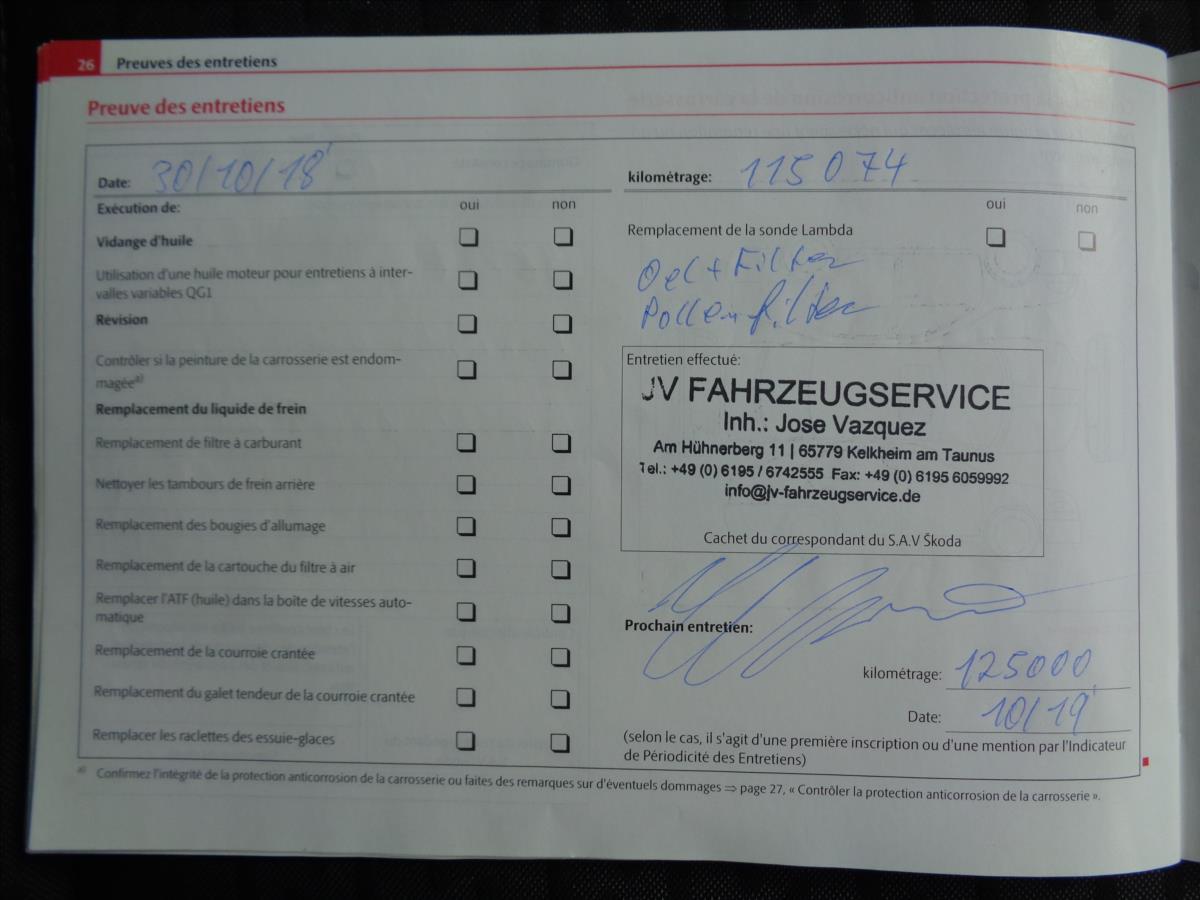 26 Preuves des entretiens
Preuve des entretiens
Date: 30/10/18
Exécution de: oui non
Vidange d'huile
Utilisation d'une huile moteur pour entretiens à inter-
valles variables QG1
Révision
Contrôler si la peinture de la carrosserie est endom-
magée a)
Remplacement du liquide de frein
Remplacement de filtre à carburant
Nettoyer les tambours de frein arrière
Remplacement des bougies d'allumage
Remplacement de la cartouche du filtre à air
Remplacer l'ATF (huile) dans la boîte de vitesses auto-
matique
Remplacement de la courroie crantée
Remplacement du galet tendeur de la courroie crantée
Remplacer les raclettes des essuie-glaces
kilométrage: 115074
oui non
Remplacement de la sonde Lambda
Oel + Filter
Pollenfilter
Entretien effectué:
JV FAHRZEUGSERVICE
Inh.: Jose Vazquez
Am Hühnerberg 11 | 65779 Kelkheim am Taunus
Tel.: +49 (0) 6195 / 6742555 Fax: +49 (0) 6195 6059992
info@jv-fahrzeugservice.de
Cachet du correspondant du S.A.V Škoda
Prochain entretien:
kilométrage: 125000
Date: 10/19
(selon le cas, il s'agit d'une première inscription ou d'une mention par l'Indicateur
de Périodicité des Entretiens)
a) Confirmez l'intégrité de la protection anticorrosion de la carrosserie ou faites des remarques sur d'éventuels dommages ⇒ page 27, « Contrôler la protection anticorrosion de la carrosserie ».